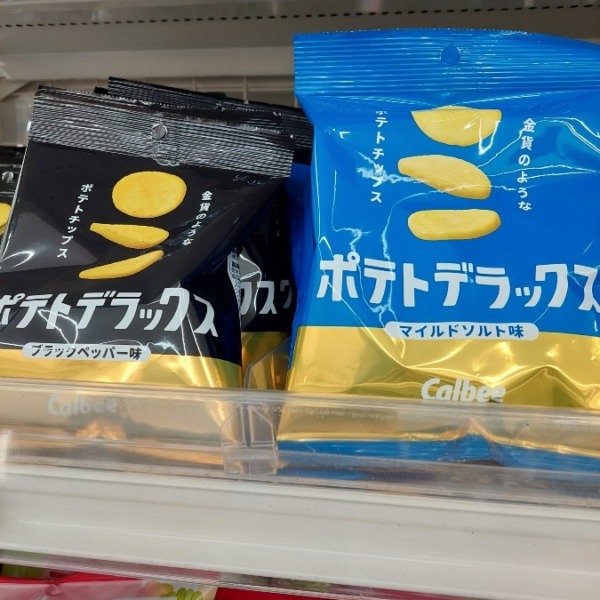 金貨のような
ポテトチップス
ポテトデラックス
ブラックペッパー味
Calbee
金貨のような
ポテトチップス
ポテトデラックス
マイルドソルト味
Calbee